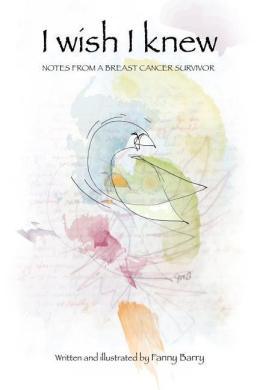 I wish I knew
NOTES FROM A BREAST CANCER SURVIVOR
Written and illustrated by Fanny Barry